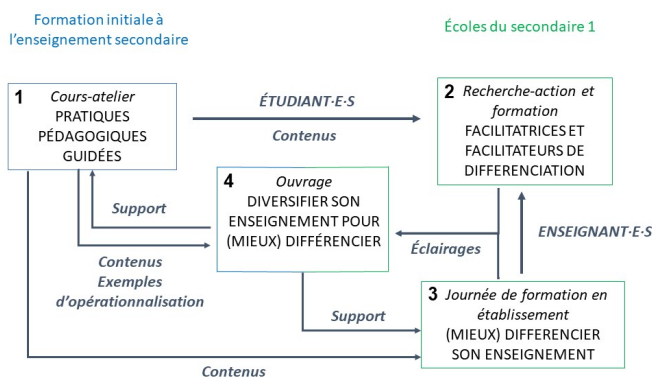 Formation initiale à
l'enseignement secondaire
Écoles du secondaire 1
1 Cours-atelier
PRATIQUES
PÉDAGOGIQUES
GUIDÉES
ÉTUDIANT·E·S
Contenus
2 Recherche-action et
formation
FACILITATRICES ET
FACILITATEURS DE
DIFFERENCIATION
4 Ouvrage
DIVERSIFIER SON
ENSEIGNEMENT POUR
(MIEUX) DIFFÉRENCIER
Support
Contenus
Exemples
d'opérationnalisation
Éclairages
ENSEIGNANT·E·S
3 Journée de formation en
établissement
(MIEUX) DIFFERENCIER
SON ENSEIGNEMENT
Support
Contenus